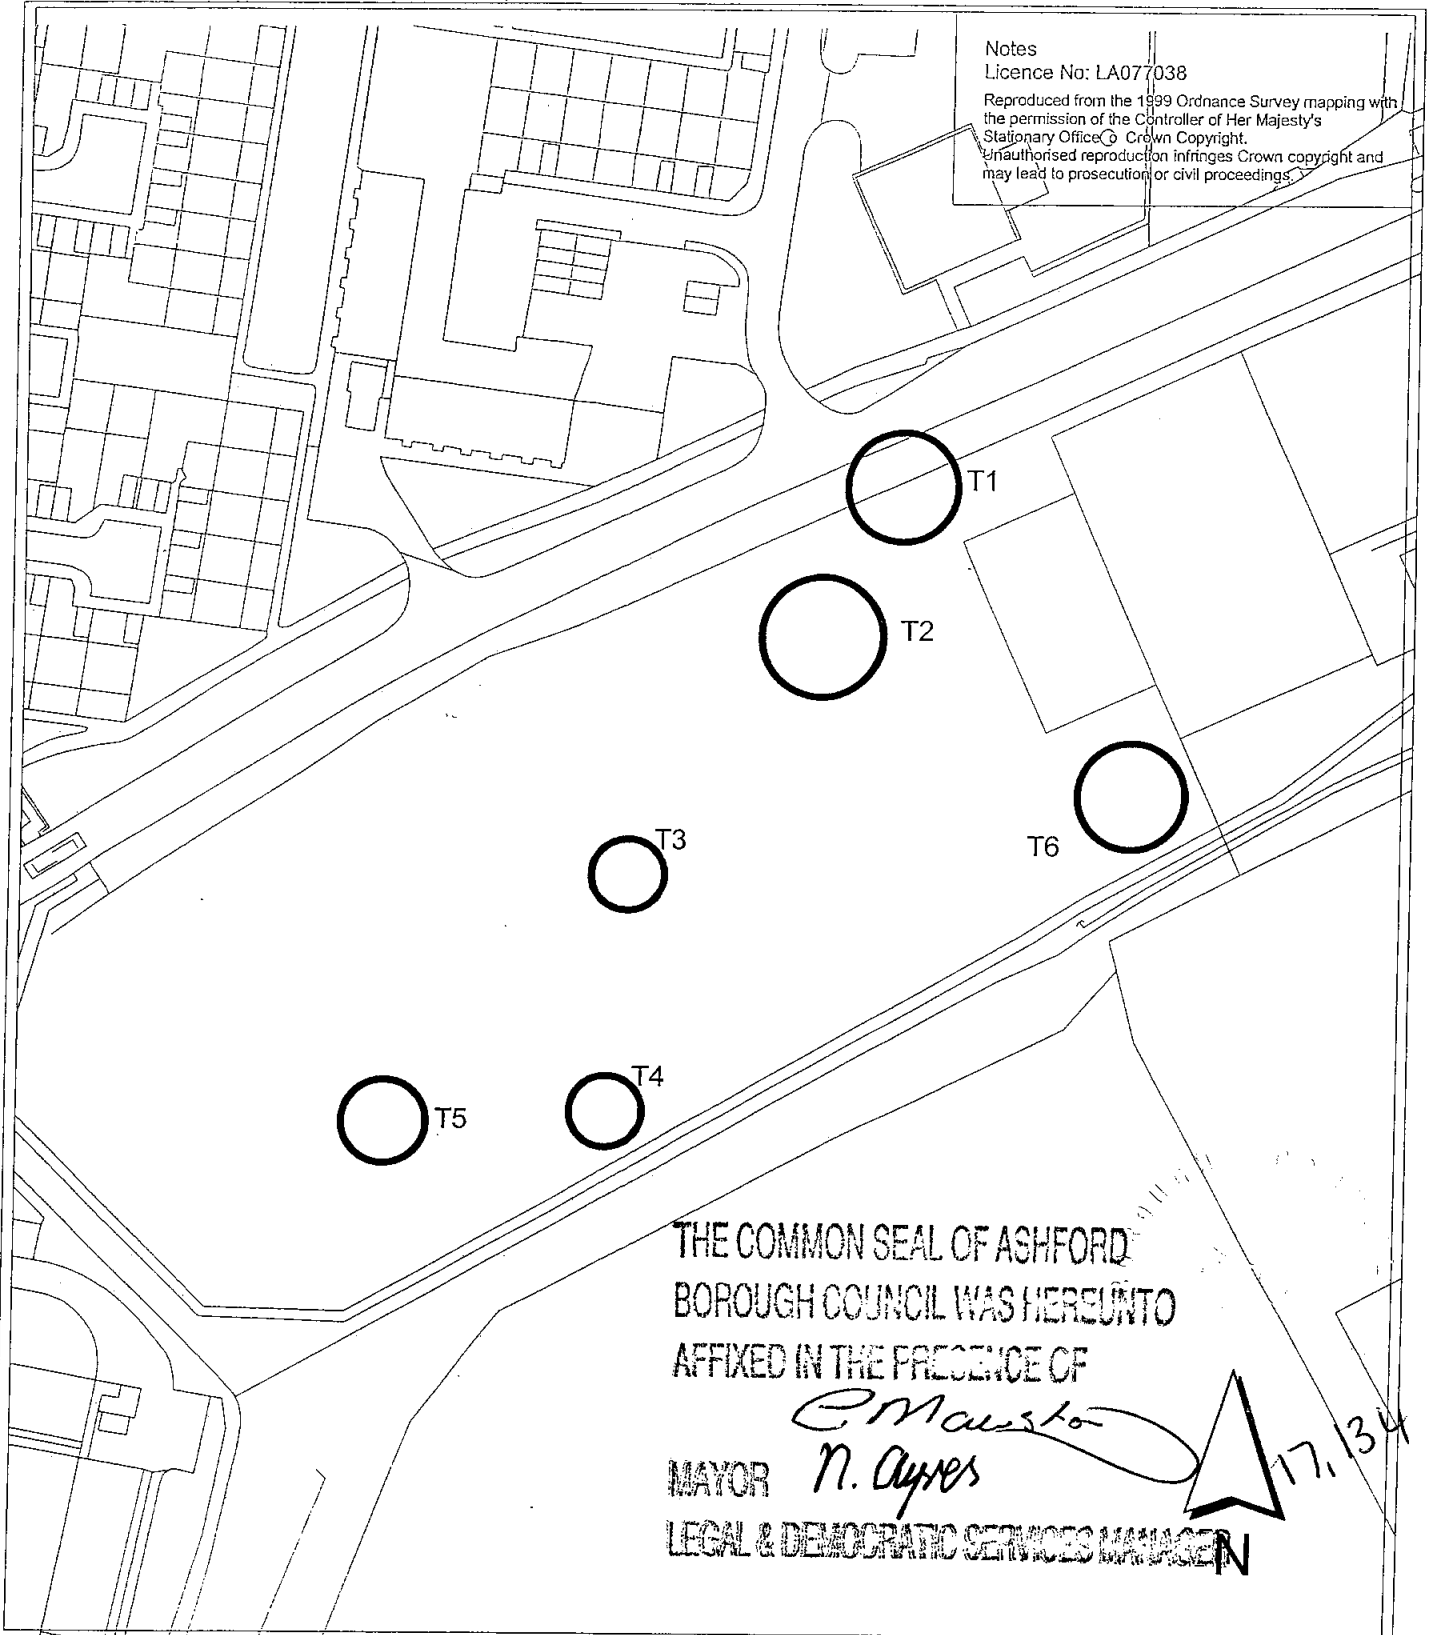 Notes
Licence No: LA077038
Reproduced from the 1999 Ordnance Survey mapping with
the permission of the Controller of Her Majesty's
Stationary Office © Crown Copyright.
Unauthorised reproduction infringes Crown copyright and
may lead to prosecution or civil proceedings.
T1
T2
T3
T6
T4
T5
THE COMMON SEAL OF ASHFORD
BOROUGH COUNCIL WAS HEREUNTO
AFFIXED IN THE PRESENCE OF
17,134
MAYOR N. Ayres
LEGAL & DEMOCRATIC SERVICES MANAGER
N